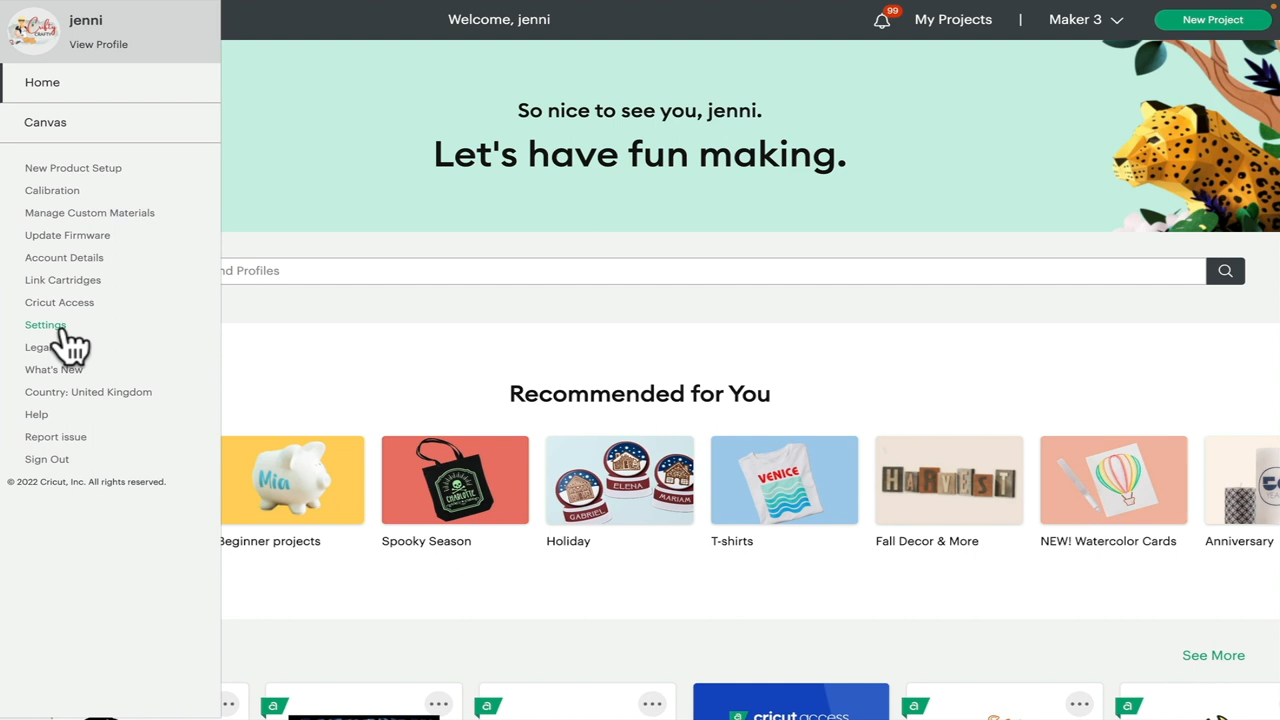 jenni
View Profile
Home
Canvas
New Product Setup
Calibration
Manage Custom Materials
Update Firmware
Account Details
Link Cartridges
Cricut Access
Settings
Lega
What's New
Country: United Kingdom
Help
Report issue
Sign Out
© 2022 Cricut, Inc. All rights reserved.
Welcome, jenni
99
My Projects | Maker 3
New Project
So nice to see you, jenni.
Let's have fun making.
nd Profiles
Recommended for You
Mia
CHARLOTTE
GABRIEL
ELENA
MARIAM
VENICE
HARVEST
Beginner projects
Spooky Season
Holiday
T-shirts
Fall Decor & More
NEW! Watercolor Cards
Anniversary
See More
a
a
a cricut access
a
a